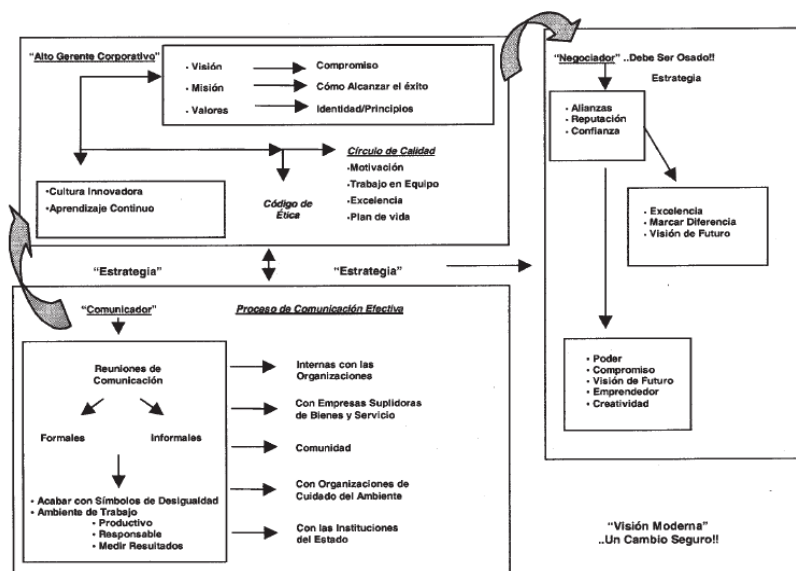 “Alto Gerente Corporativo”
• Visión
Compromiso
• Misión
Cómo Alcanzar el éxito
• Valores
Identidad/Principios
•Cultura Innovadora
•Aprendizaje Continuo
Código de
Ética
Círculo de Calidad
•Motivación
•Trabajo en Equipo
•Excelencia
•Plan de vida
“Estrategia”
“Estrategia”
“Comunicador”
Proceso de Comunicación Efectiva
Reuniones de
Comunicación
Formales
Informales
• Acabar con Símbolos de Desigualdad
• Ambiente de Trabajo
• Productivo
• Responsable
• Medir Resultados
Internas con las
Organizaciones
Con Empresas Suplidoras
de Bienes y Servicio
Comunidad
Con Organizaciones de
Cuidado del Ambiente
Con las Instituciones
del Estado
“Negociador” ..Debe Ser Osado!!
Estrategia
• Alianzas
• Reputación
• Confianza
• Excelencia
• Marcar Diferencia
• Visión de Futuro
• Poder
• Compromiso
• Visión de Futuro
• Emprendedor
• Creatividad
“Visión Moderna”
..Un Cambio Seguro!!